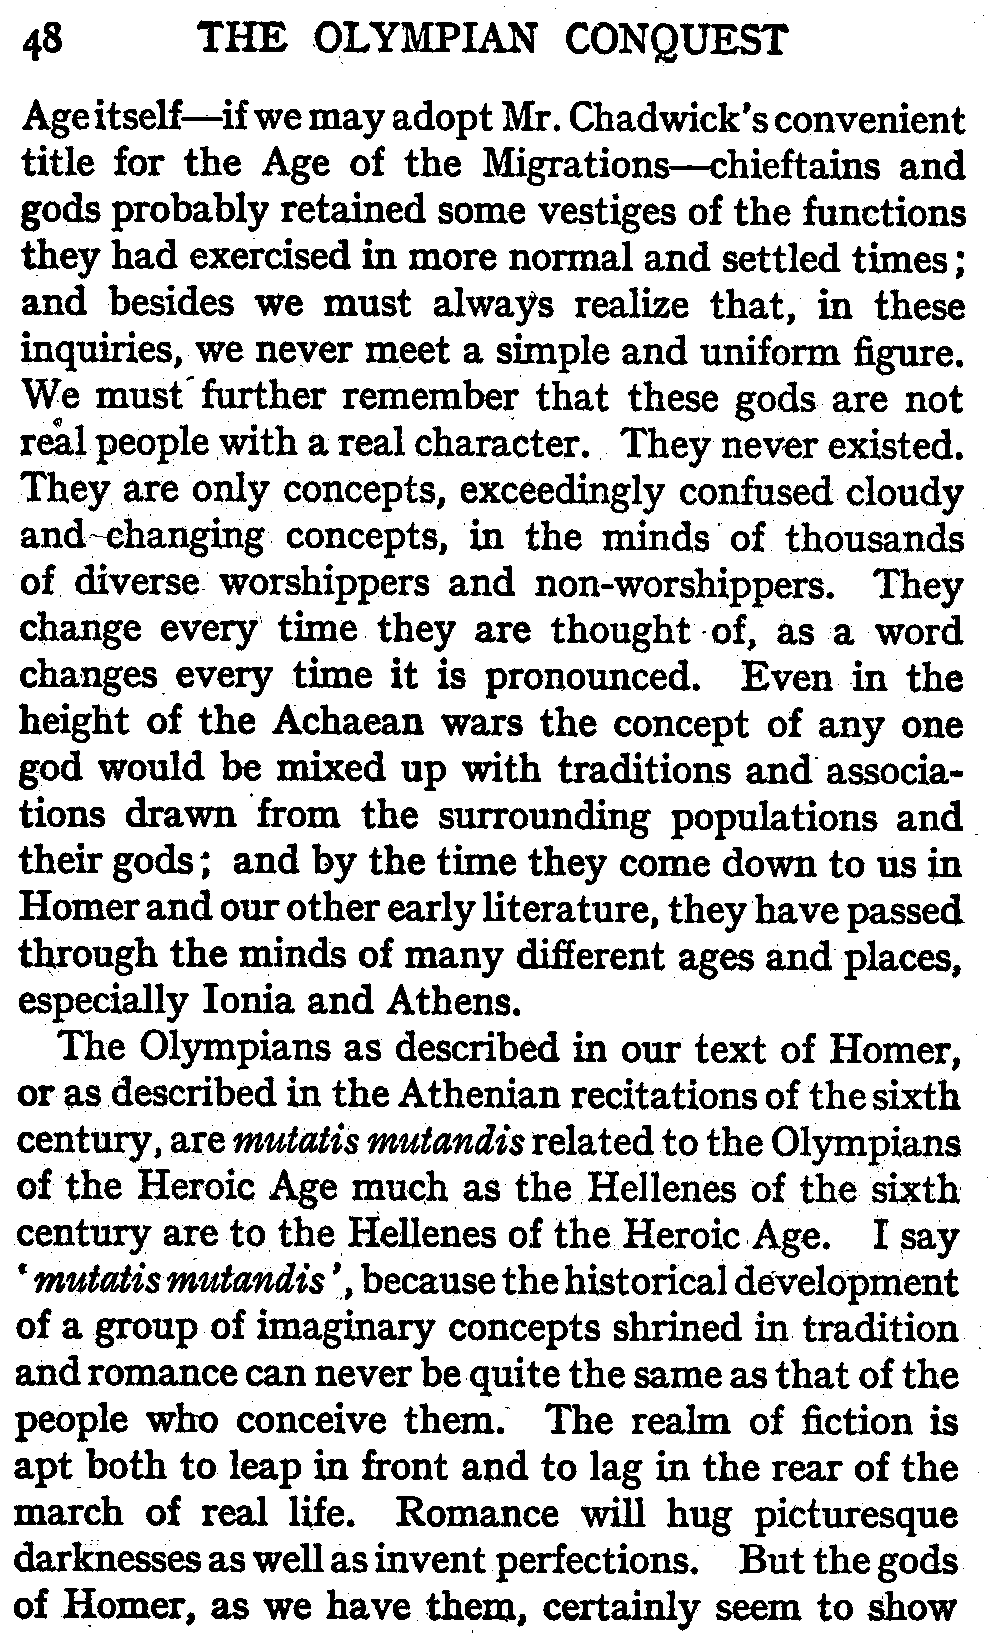 48 THE OLYMPIAN CONQUEST
Age itself—if we may adopt Mr. Chadwick's convenient
title for the Age of the Migrations—chieftains and
gods probably retained some vestiges of the functions
they had exercised in more normal and settled times;
and besides we must always realize that, in these
inquiries, we never meet a simple and uniform figure.
We must further remember that these gods are not
real people with a real character. They never existed.
They are only concepts, exceedingly confused cloudy
and changing concepts, in the minds of thousands
of diverse worshippers and non-worshippers. They
change every time they are thought of, as a word
changes every time it is pronounced. Even in the
height of the Achaean wars the concept of any one
god would be mixed up with traditions and associa-
tions drawn from the surrounding populations and
their gods; and by the time they come down to us in
Homer and our other early literature, they have passed
through the minds of many different ages and places,
especially Ionia and Athens.
The Olympians as described in our text of Homer,
or as described in the Athenian recitations of the sixth
century, are mutatis mutandis related to the Olympians
of the Heroic Age much as the Hellenes of the sixth
century are to the Hellenes of the Heroic Age. I say
'mutatis mutandis', because the historical development
of a group of imaginary concepts shrined in tradition
and romance can never be quite the same as that of the
people who conceive them. The realm of fiction is
apt both to leap in front and to lag in the rear of the
march of real life. Romance will hug picturesque
darknesses as well as invent perfections. But the gods
of Homer, as we have them, certainly seem to show